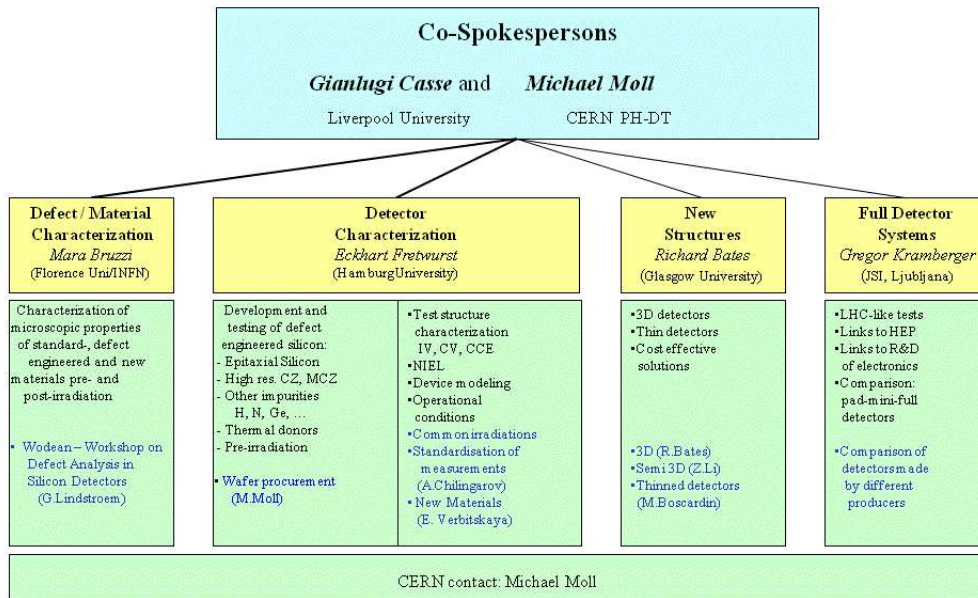 Co-Spokespersons
Gianlugi Casse and Michael Moll
Liverpool University CERN PH-DT
Defect / Material
Characterization
Mara Bruzzi
(Florence Uni/INFN)
Characterization of
microscopic properties
of standard-, defect
engineered and new
materials pre- and
post-irradiation
• Wodean – Workshop on
Defect Analysis in
Silicon Detectors
(G.Lindstroem)
Detector
Characterization
Eckhart Fretwurst
(HamburgUniversity)
Development and
testing of defect
engineered silicon:
- Epitaxial Silicon
- High res. CZ, MCZ
- Other impurities
H, N, Ge, …
- Thermal donors
- Pre-irradiation
• Wafer procurement
(M.Moll)
•Test structure
characterization
IV, CV, CCE
•NIEL
•Device modeling
•Operational
conditions
•Common irradiations
•Standardisation of
measurements
(A.Chilingarov)
•New Materials
(E. Verbitskaya)
New
Structures
Richard Bates
(Glasgow University)
•3D detectors
•Thin detectors
•Cost effective
solutions
•3D (R.Bates)
•Semi 3D (Z.Li)
•Thinned detectors
(M.Boscardin)
Full Detector
Systems
Gregor Kramberger
(JSI, Ljubljana)
•LHC-like tests
•Links to HEP
•Links to R&D
of electronics
•Comparison:
pad-mini-full
detectors
•Comparison of
detectors made
by different
producers
CERN contact: Michael Moll